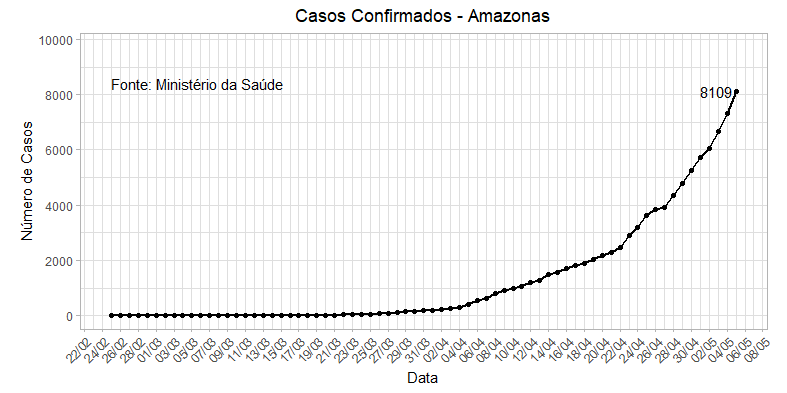 Casos Confirmados - Amazonas
10000
Fonte: Ministério da Saúde
8109
8000
6000
4000
2000
0
Número de Casos
22/02 24/02 26/02 28/02 01/03 03/03 05/03 07/03 09/03 11/03 13/03 15/03 17/03 19/03 21/03 23/03 25/03 27/03 29/03 31/03 02/04 04/04 06/04 08/04 10/04 12/04 14/04 16/04 18/04 20/04 22/04 24/04 26/04 28/04 30/04 02/05 04/05 06/05 08/05
Data